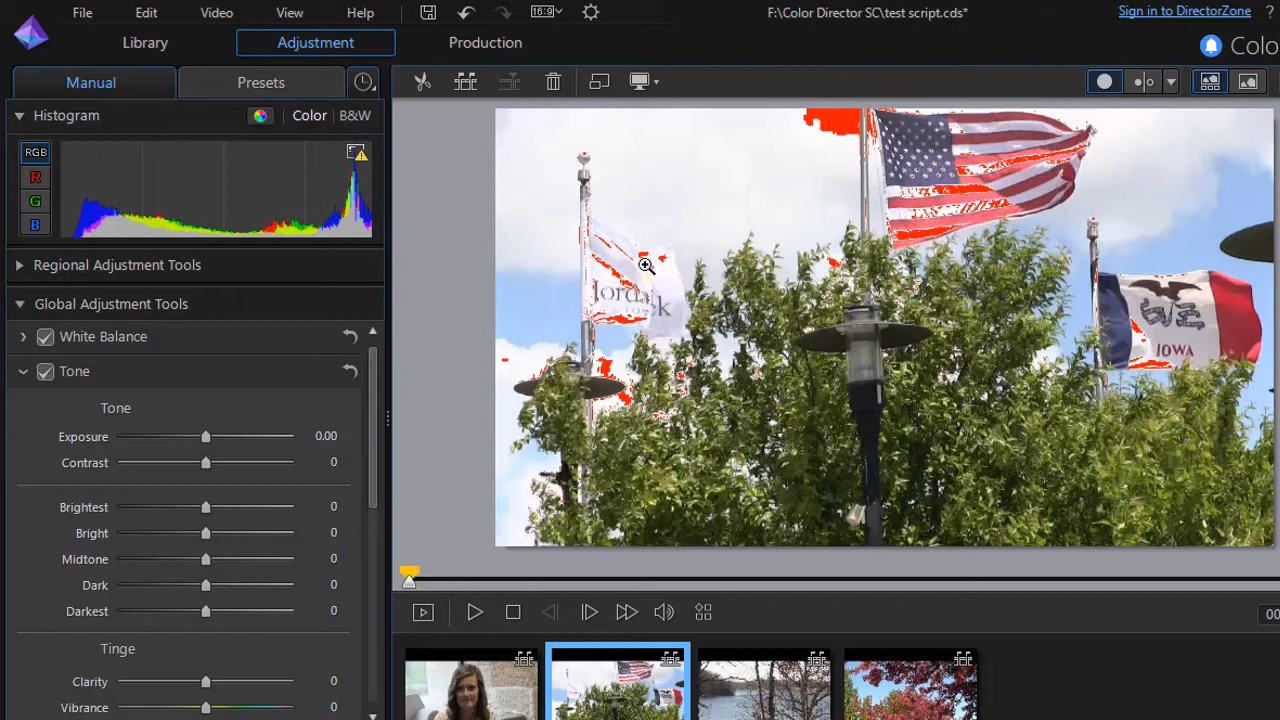 File Edit Video View Help 16:9 F:\Color Director SC\test script.cds* Sign in to DirectorZone ?
Library Adjustment Production Colo
Manual Presets
Histogram Color B&W
RGB
R
G
B
Regional Adjustment Tools
Global Adjustment Tools
White Balance
Tone
Tone
Exposure 0.00
Contrast 0
Brightest 0
Bright 0
Midtone 0
Dark 0
Darkest 0
Tinge
Clarity 0
Vibrance 0
IOWA
00